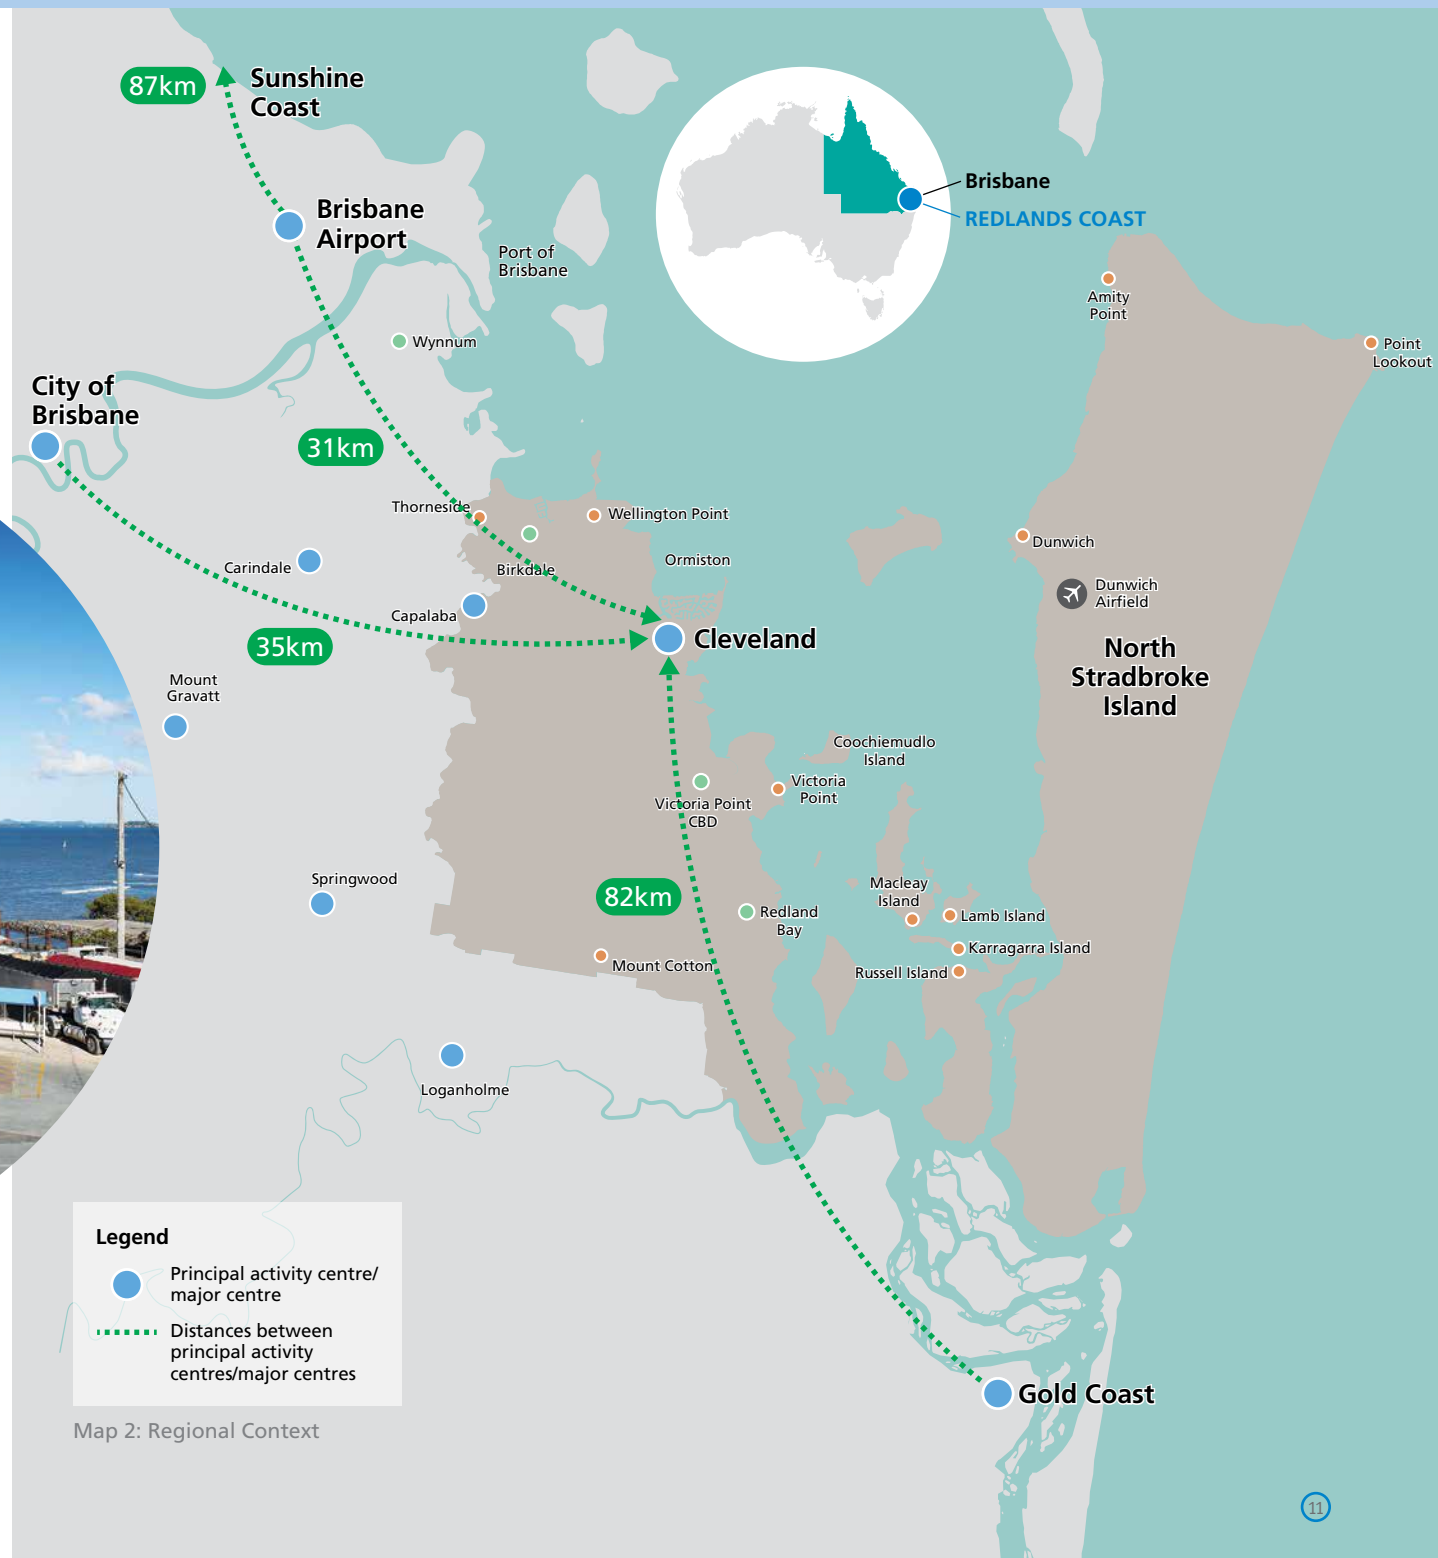 87km
Sunshine
Coast
Brisbane
Airport
Port of
Brisbane
Brisbane
REDLANDS COAST
Amity
Point
Point
Lookout
Wynnum
City of
Brisbane
31km
Thorneside
Wellington Point
Birkdale
Ormiston
Dunwich
Dunwich
Airfield
Carindale
Capalaba
35km
Cleveland
North
Stradbroke
Island
Mount
Gravatt
Coochiemudlo
Island
Victoria
Point
Victoria Point
CBD
Springwood
82km
Macleay
Island
Redland
Bay
Lamb Island
Karragarra Island
Russell Island
Mount Cotton
Loganholme
Legend
Principal activity centre/
major centre
Distances between
principal activity
centres/major centres
Gold Coast
Map 2: Regional Context
11